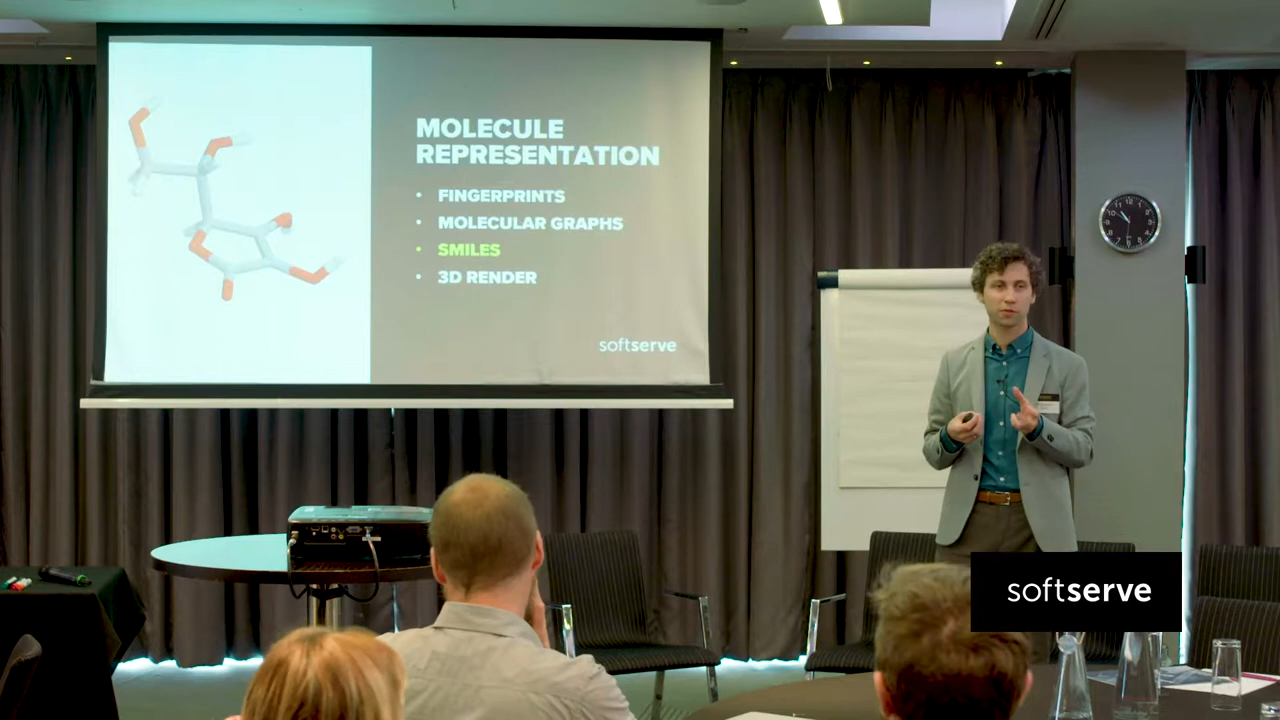 MOLECULE
REPRESENTATION
• FINGERPRINTS
• MOLECULAR GRAPHS
• SMILES
• 3D RENDER
softserve
softserve